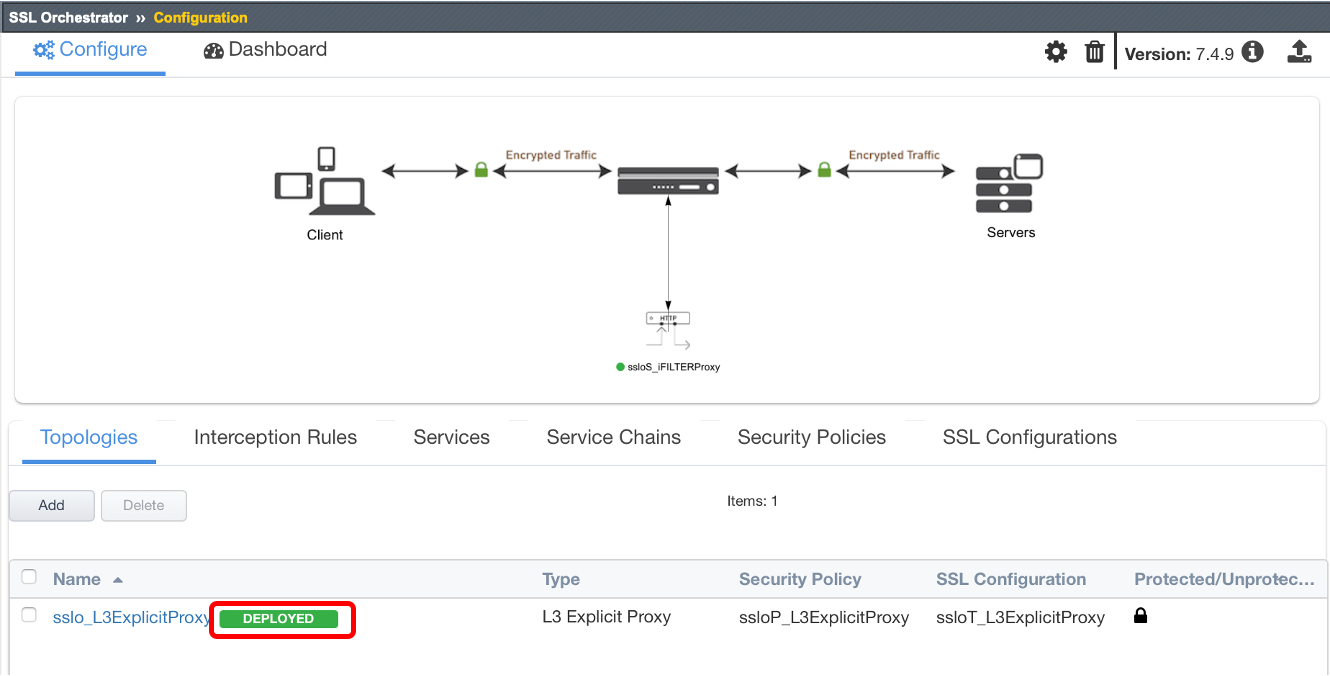 SSL Orchestrator » Configuration
Configure Dashboard Version: 7.4.9
Encrypted Traffic Encrypted Traffic
Client Servers
HTTP
ssloS_iFILTERProxy
Topologies Interception Rules Services Service Chains Security Policies SSL Configurations
Add Delete Items: 1
Name Type Security Policy SSL Configuration Protected/Unprotec...
sslo_L3ExplicitProxy DEPLOYED L3 Explicit Proxy ssloP_L3ExplicitProxy ssloT_L3ExplicitProxy